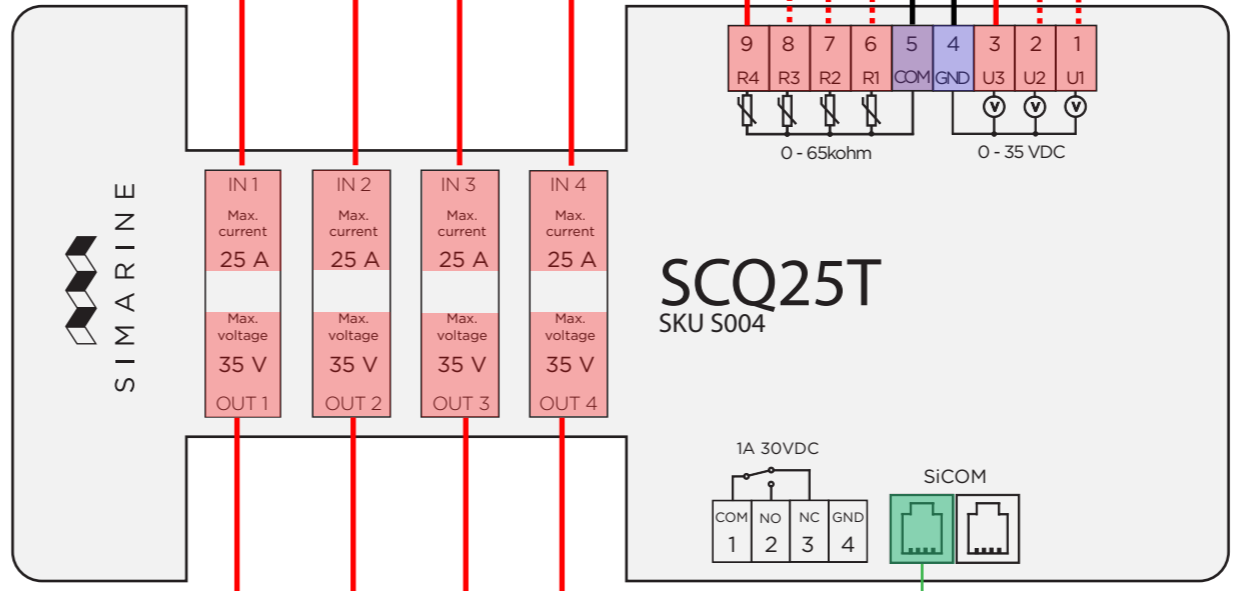 9 8 7 6 5 4 3 2 1
R4 R3 R2 R1 COM GND U3 U2 U1
V V V
0 - 65kohm 0 - 35 VDC
SIMARINE
IN 1 IN 2 IN 3 IN 4
Max. Max. Max. Max.
current current current current
25 A 25 A 25 A 25 A
Max. Max. Max. Max.
voltage voltage voltage voltage
35 V 35 V 35 V 35 V
OUT 1 OUT 2 OUT 3 OUT 4
SCQ25T
SKU S004
1A 30VDC
COM NO NC GND
1 2 3 4
SiCOM